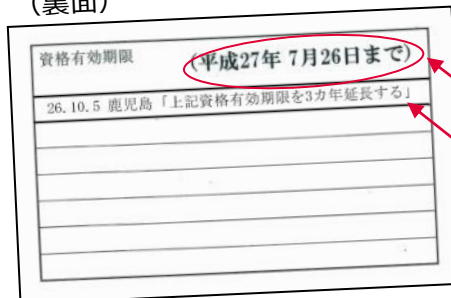 （裏面）
資格有効期限 (平成27年 7月26日まで)
26.10.5 鹿児島「上記資格有効期限を3カ年延長する」